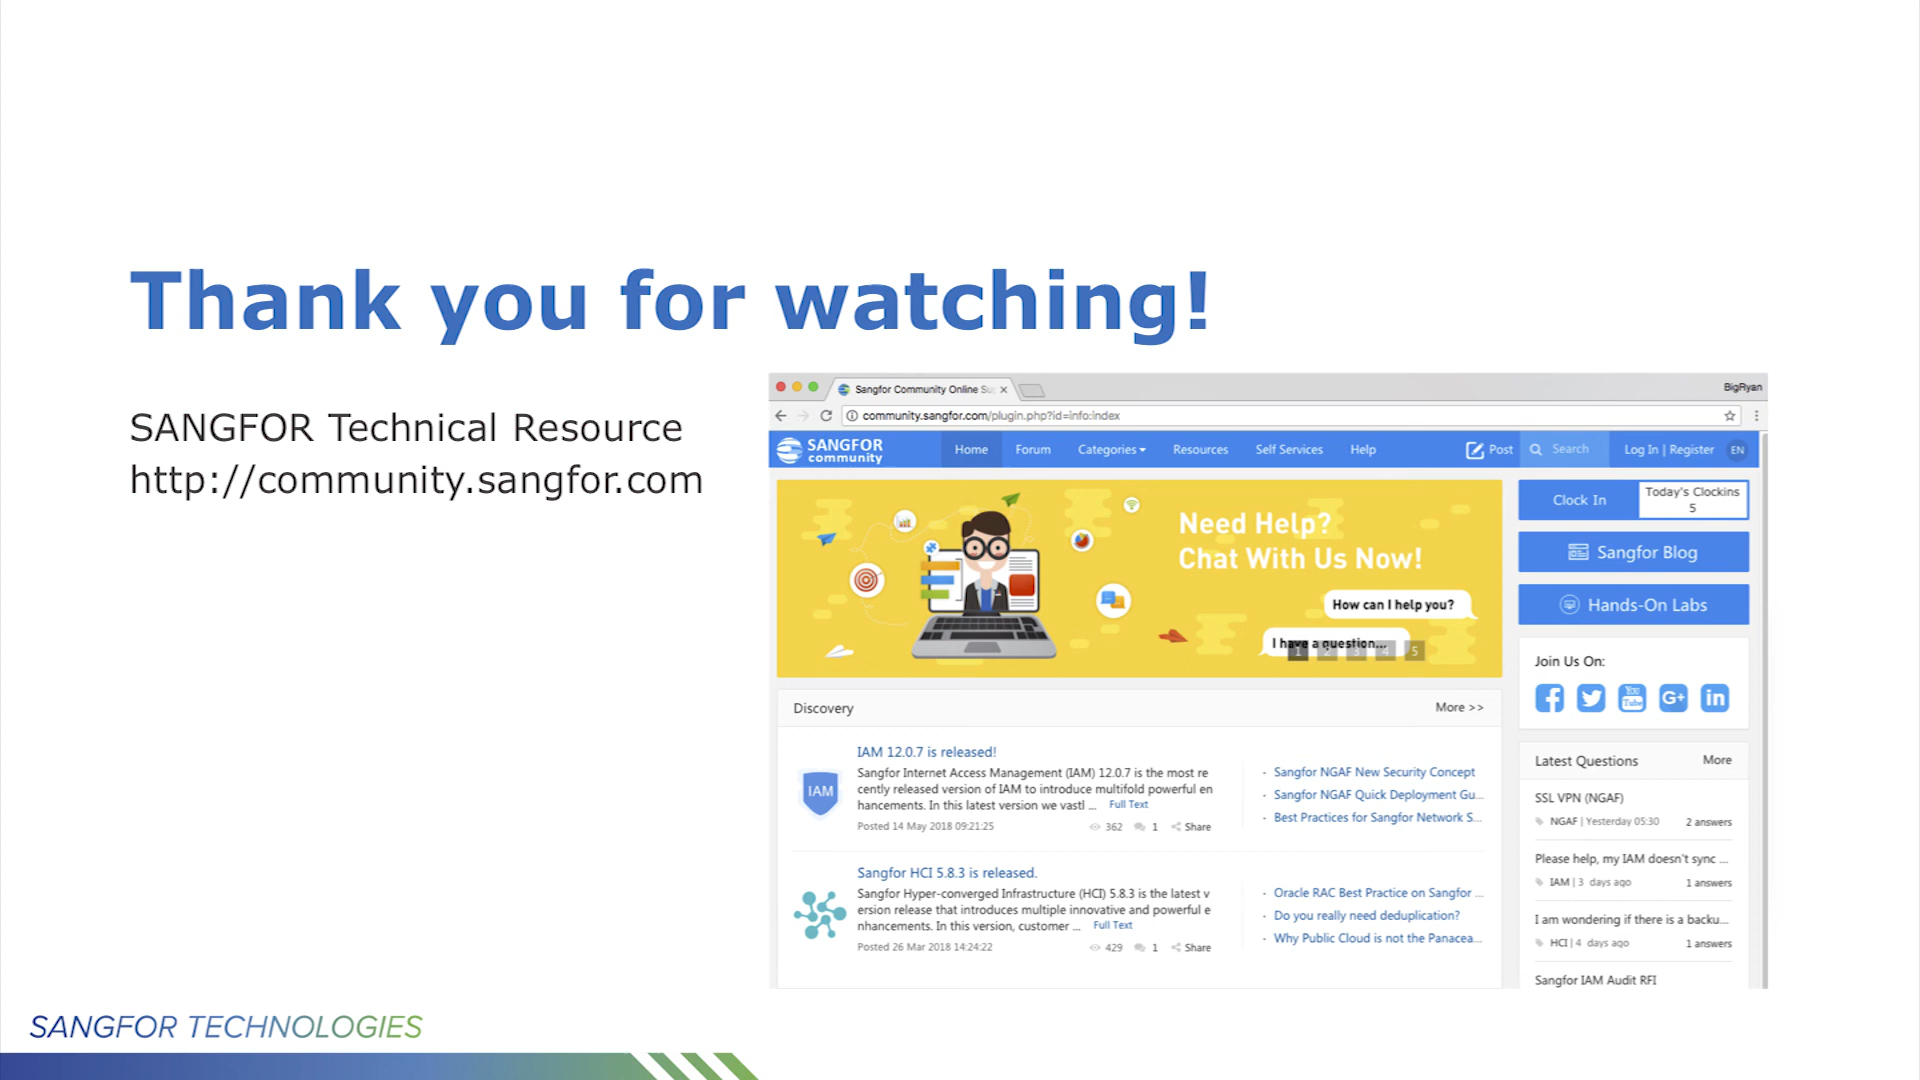 Thank you for watching!
SANGFOR Technical Resource
http://community.sangfor.com
Sangfor Community Online Su
BigRyan
community.sangfor.com/plugin.php?id=info:index
SANGFOR
community
Home
Forum
Categories
Resources
Self Services
Help
Post
Search
Log In | Register
EN
Need Help?
Chat With Us Now!
How can I help you?
I have a question...
1 2 3 4 5
Clock In
Today's Clockins
5
Sangfor Blog
Hands-On Labs
Join Us On:
You
Tube
G+
in
Discovery
More >>
IAM
IAM 12.0.7 is released!
Sangfor Internet Access Management (IAM) 12.0.7 is the most re
cently released version of IAM to introduce multifold powerful en
hancements. In this latest version we vastl ... Full Text
Posted 14 May 2018 09:21:25
362 1 Share
· Sangfor NGAF New Security Concept
· Sangfor NGAF Quick Deployment Gu...
· Best Practices for Sangfor Network S...
Sangfor HCI 5.8.3 is released.
Sangfor Hyper-converged Infrastructure (HCI) 5.8.3 is the latest v
ersion release that introduces multiple innovative and powerful e
nhancements. In this version, customer ... Full Text
Posted 26 Mar 2018 14:24:22
429 1 Share
· Oracle RAC Best Practice on Sangfor ...
· Do you really need deduplication?
· Why Public Cloud is not the Panacea...
Latest Questions
More
SSL VPN (NGAF)
NGAF | Yesterday 05:30 2 answers
Please help, my IAM doesn't sync ...
IAM | 3 days ago 1 answers
I am wondering if there is a backu...
HCI | 4 days ago 1 answers
Sangfor IAM Audit RFI
SANGFOR TECHNOLOGIES